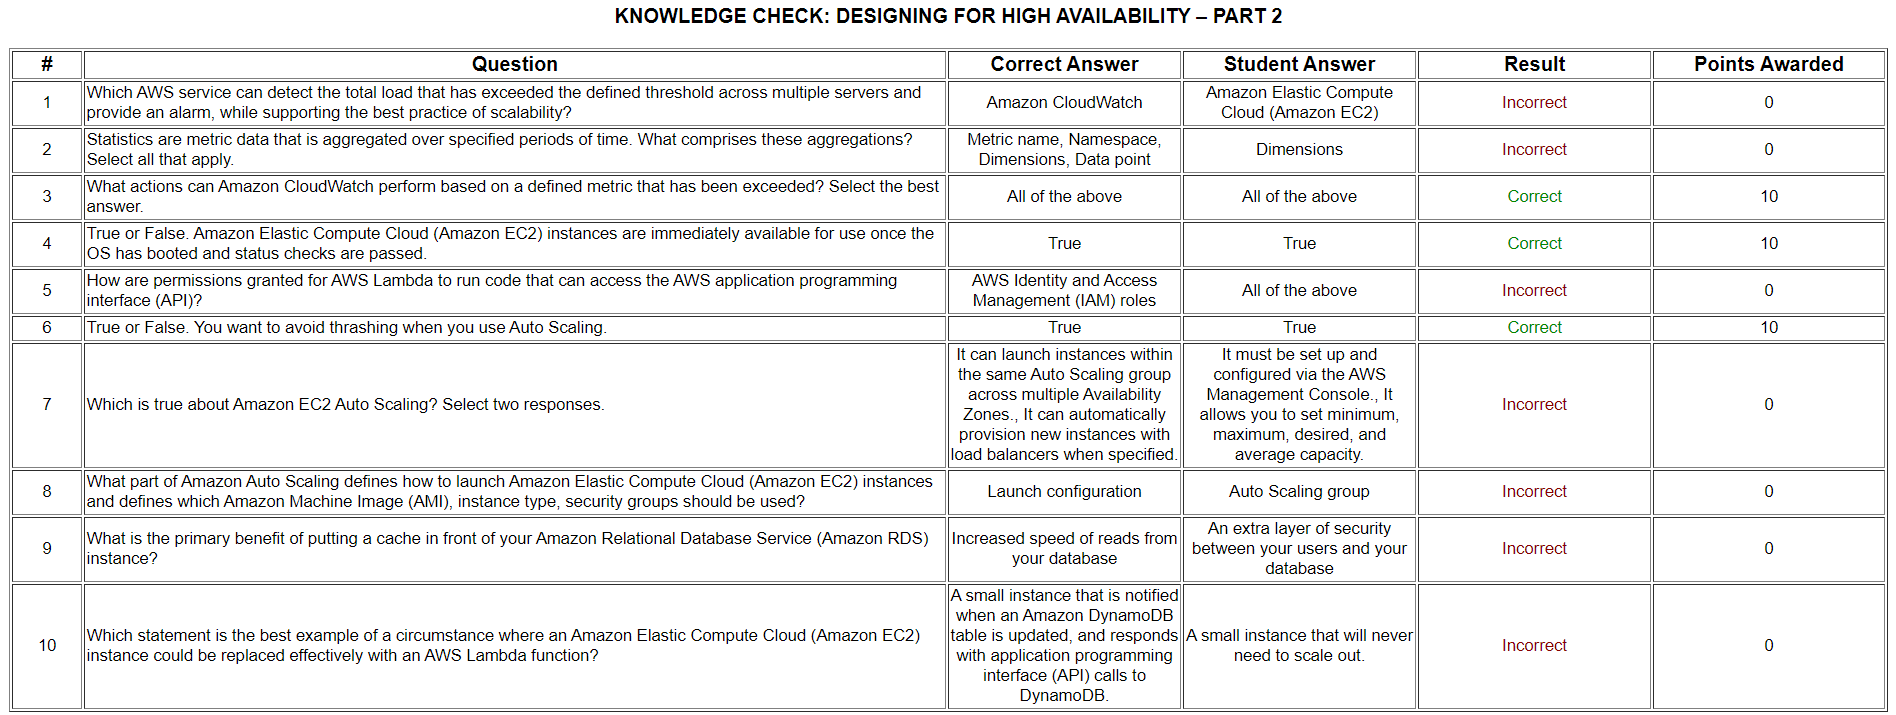 KNOWLEDGE CHECK: DESIGNING FOR HIGH AVAILABILITY – PART 2
# Question Correct Answer Student Answer Result Points Awarded
1
Which AWS service can detect the total load that has exceeded the defined threshold across multiple servers and
provide an alarm, while supporting the best practice of scalability?
Amazon CloudWatch
Amazon Elastic Compute
Cloud (Amazon EC2)
Incorrect
0
2
Statistics are metric data that is aggregated over specified periods of time. What comprises these aggregations?
Select all that apply.
Metric name, Namespace,
Dimensions, Data point
Dimensions
Incorrect
0
3
What actions can Amazon CloudWatch perform based on a defined metric that has been exceeded? Select the best
answer.
All of the above
All of the above
Correct
10
4
True or False. Amazon Elastic Compute Cloud (Amazon EC2) instances are immediately available for use once the
OS has booted and status checks are passed.
True
True
Correct
10
5
How are permissions granted for AWS Lambda to run code that can access the AWS application programming
interface (API)?
AWS Identity and Access
Management (IAM) roles
All of the above
Incorrect
0
6
True or False. You want to avoid thrashing when you use Auto Scaling.
True
True
Correct
10
7
Which is true about Amazon EC2 Auto Scaling? Select two responses.
It can launch instances within
the same Auto Scaling group
across multiple Availability
Zones., It can automatically
provision new instances with
load balancers when specified.
It must be set up and
configured via the AWS
Management Console., It
allows you to set minimum,
maximum, desired, and
average capacity.
Incorrect
0
8
What part of Amazon Auto Scaling defines how to launch Amazon Elastic Compute Cloud (Amazon EC2) instances
and defines which Amazon Machine Image (AMI), instance type, security groups should be used?
Launch configuration
Auto Scaling group
Incorrect
0
9
What is the primary benefit of putting a cache in front of your Amazon Relational Database Service (Amazon RDS)
instance?
Increased speed of reads from
your database
An extra layer of security
between your users and your
database
Incorrect
0
10
Which statement is the best example of a circumstance where an Amazon Elastic Compute Cloud (Amazon EC2)
instance could be replaced effectively with an AWS Lambda function?
A small instance that is notified
when an Amazon DynamoDB
table is updated, and responds
with application programming
interface (API) calls to
DynamoDB.
A small instance that will never
need to scale out.
Incorrect
0